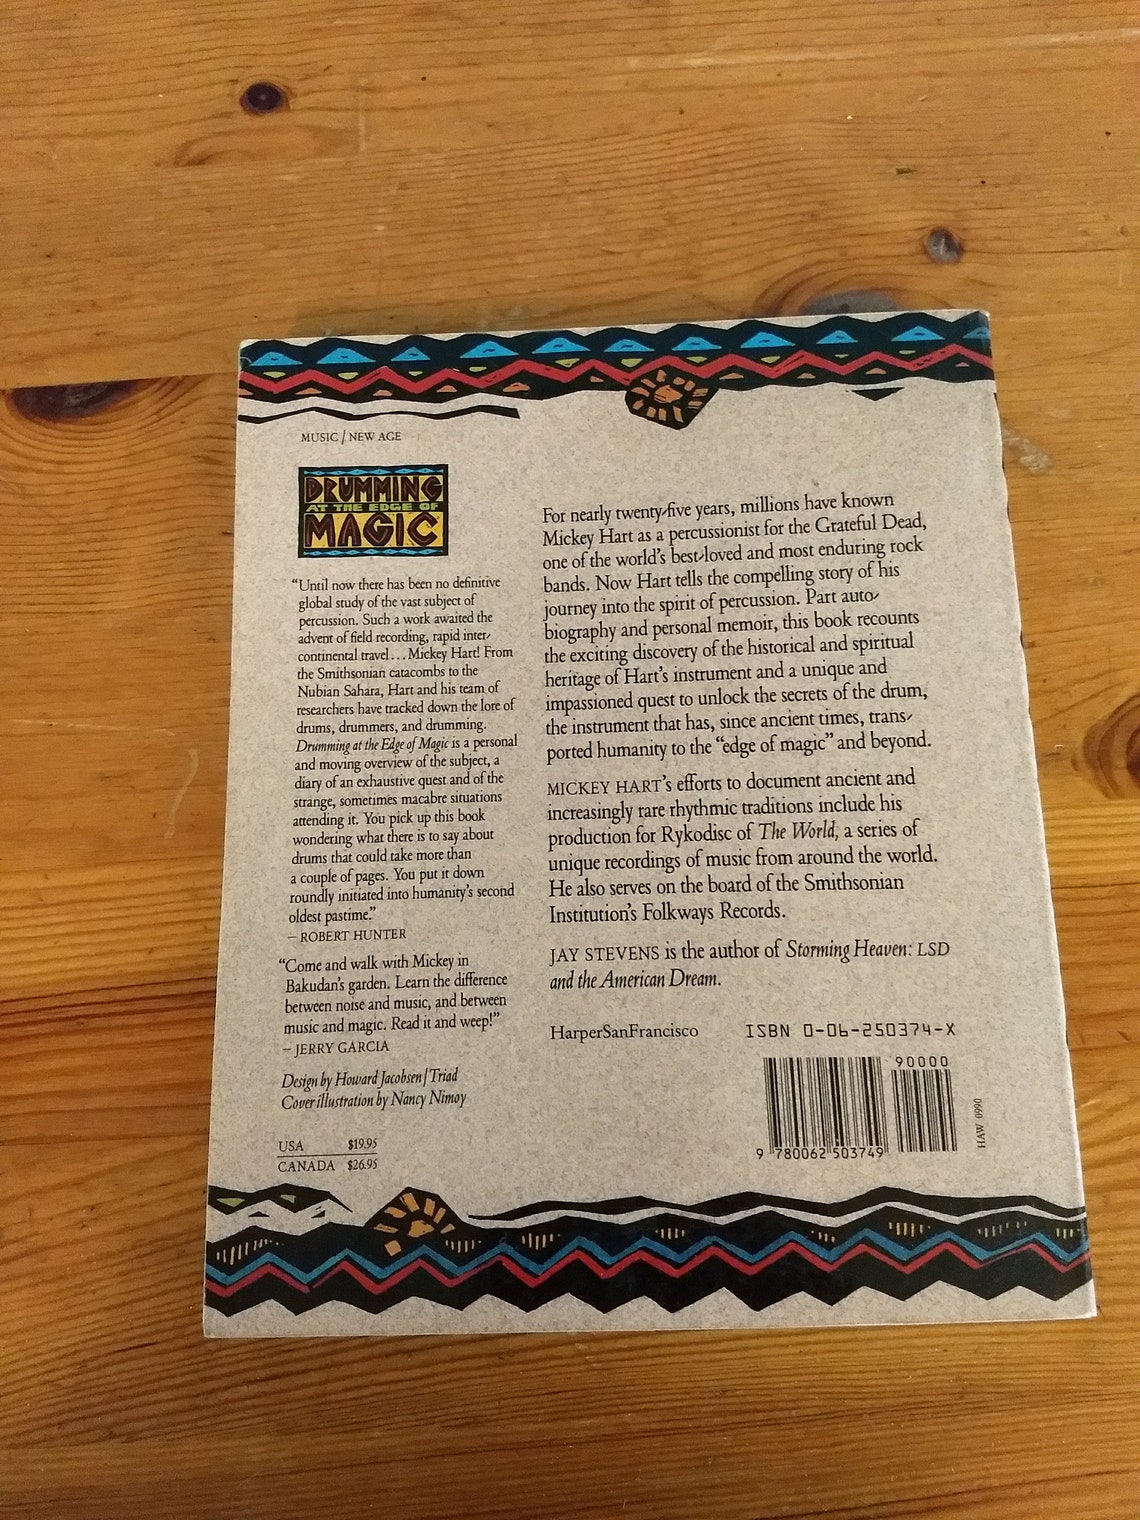 MUSIC / NEW AGE
DRUMMING
AT THE EDGE OF
MAGIC
“Until now there has been no definitive
global study of the vast subject of
percussion. Such a work awaited the
advent of field recording, rapid inter-
continental travel... Mickey Hart! From
the Smithsonian catacombs to the
Nubian Sahara, Hart and his team of
researchers have tracked down the lore of
drums, drummers, and drumming.
Drumming at the Edge of Magic is a personal
and moving overview of the subject, a
diary of an exhaustive quest and of the
strange, sometimes macabre situations
attending it. You pick up this book
wondering what there is to say about
drums that could take more than
a couple of pages. You put it down
roundly initiated into humanity’s second
oldest pastime.”
– ROBERT HUNTER
“Come and walk with Mickey in
Bakudan’s garden. Learn the difference
between noise and music, and between
music and magic. Read it and weep!”
– JERRY GARCIA
Design by Howard Jacobsen / Triad
Cover illustration by Nancy Nimoy
USA $19.95
CANADA $26.95
For nearly twenty-five years, millions have known
Mickey Hart as a percussionist for the Grateful Dead,
one of the world’s best-loved and most enduring rock
bands. Now Hart tells the compelling story of his
journey into the spirit of percussion. Part auto-
biography and personal memoir, this book recounts
the exciting discovery of the historical and spiritual
heritage of Hart’s instrument and a unique and
impassioned quest to unlock the secrets of the drum,
the instrument that has, since ancient times, trans-
ported humanity to the “edge of magic” and beyond.
MICKEY HART’s efforts to document ancient and
increasingly rare rhythmic traditions include his
production for Rykodisc of The World, a series of
unique recordings of music from around the world.
He also serves on the board of the Smithsonian
Institution’s Folkways Records.
JAY STEVENS is the author of Storming Heaven: LSD
and the American Dream.
HarperSanFrancisco
ISBN 0-06-250374-X
90000
9 780062 503749
HAW 0990